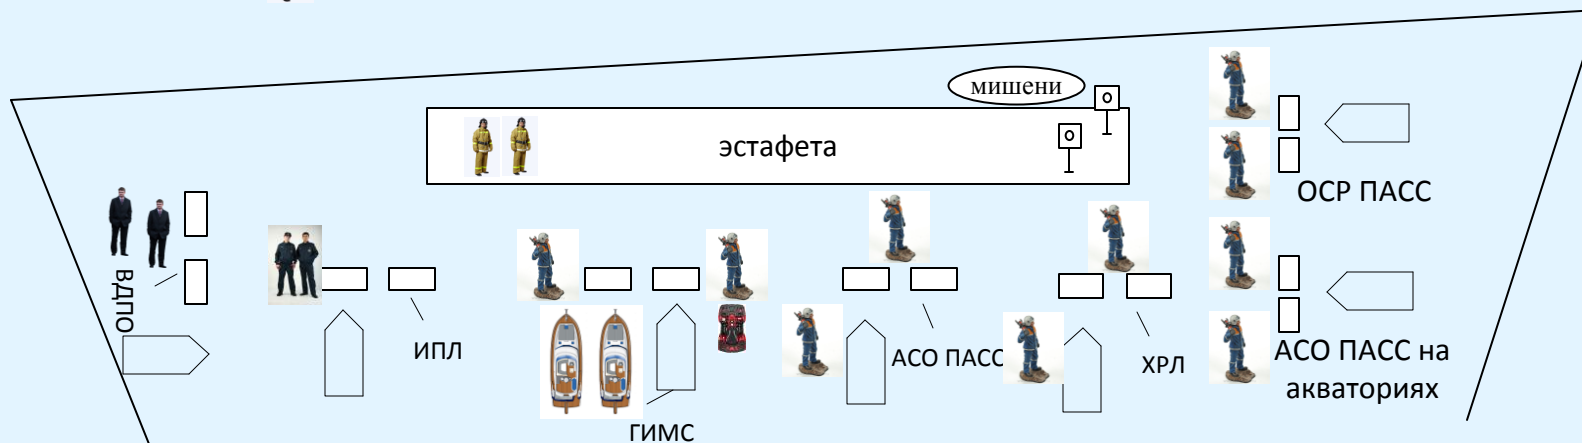 мишени
эстафета
ОСР ПАСС
ВДПО
ИПЛ
ГИМС
АСО ПАСС
ХРЛ
АСО ПАСС на
акваториях